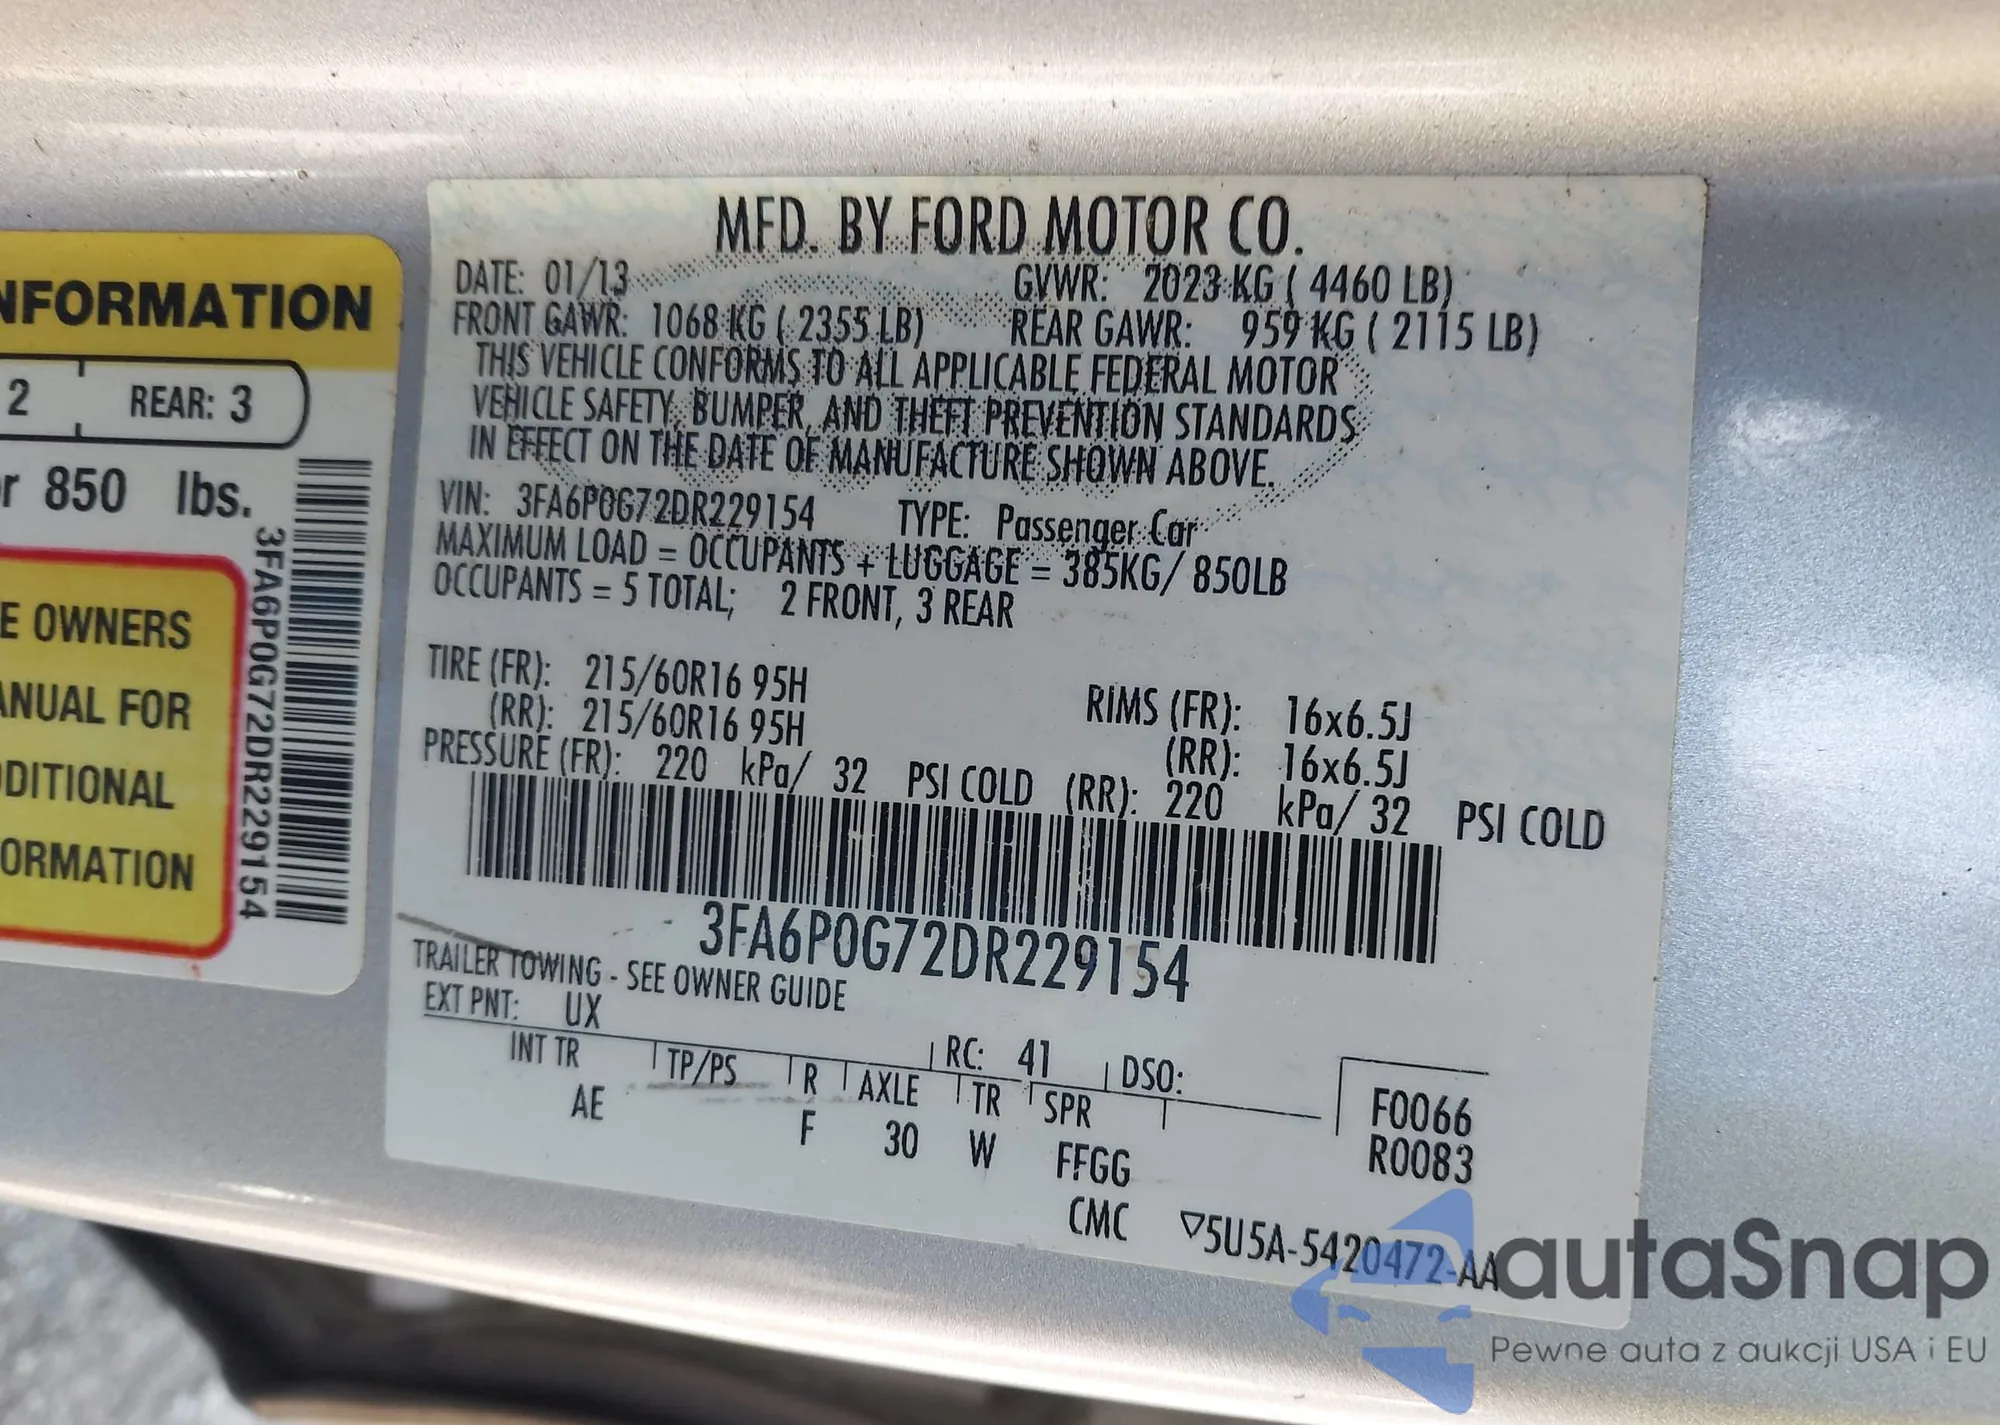 NFORMATION
2 REAR: 3
r 850 lbs.
E OWNERS
ANUAL FOR
DDITIONAL
ORMATION
3FA6P0G72DR229154
MFD. BY FORD MOTOR CO.
DATE: 01/13 GVWR: 2023 KG ( 4460 LB)
FRONT GAWR: 1068 KG ( 2355 LB) REAR GAWR: 959 KG ( 2115 LB)
THIS VEHICLE CONFORMS TO ALL APPLICABLE FEDERAL MOTOR
VEHICLE SAFETY, BUMPER, AND THEFT PREVENTION STANDARDS
IN EFFECT ON THE DATE OF MANUFACTURE SHOWN ABOVE.
VIN: 3FA6P0G72DR229154 TYPE: Passenger Car
MAXIMUM LOAD = OCCUPANTS + LUGGAGE = 385KG/ 850LB
OCCUPANTS = 5 TOTAL; 2 FRONT, 3 REAR
TIRE (FR): 215/60R16 95H RIMS (FR): 16x6.5J
(RR): 215/60R16 95H (RR): 16x6.5J
PRESSURE (FR): 220 kPa/ 32 PSI COLD (RR): 220 kPa/ 32 PSI COLD
3FA6P0G72DR229154
TRAILER TOWING - SEE OWNER GUIDE
EXT PNT: UX RC: 41 DSO:
INT TR TP/PS R AXLE TR SPR F0066
AE F 30 W FFGG R0083
CMC ▽5U5A-5420472-AA
autaSnap
Pewne auta z aukcji USA i EU